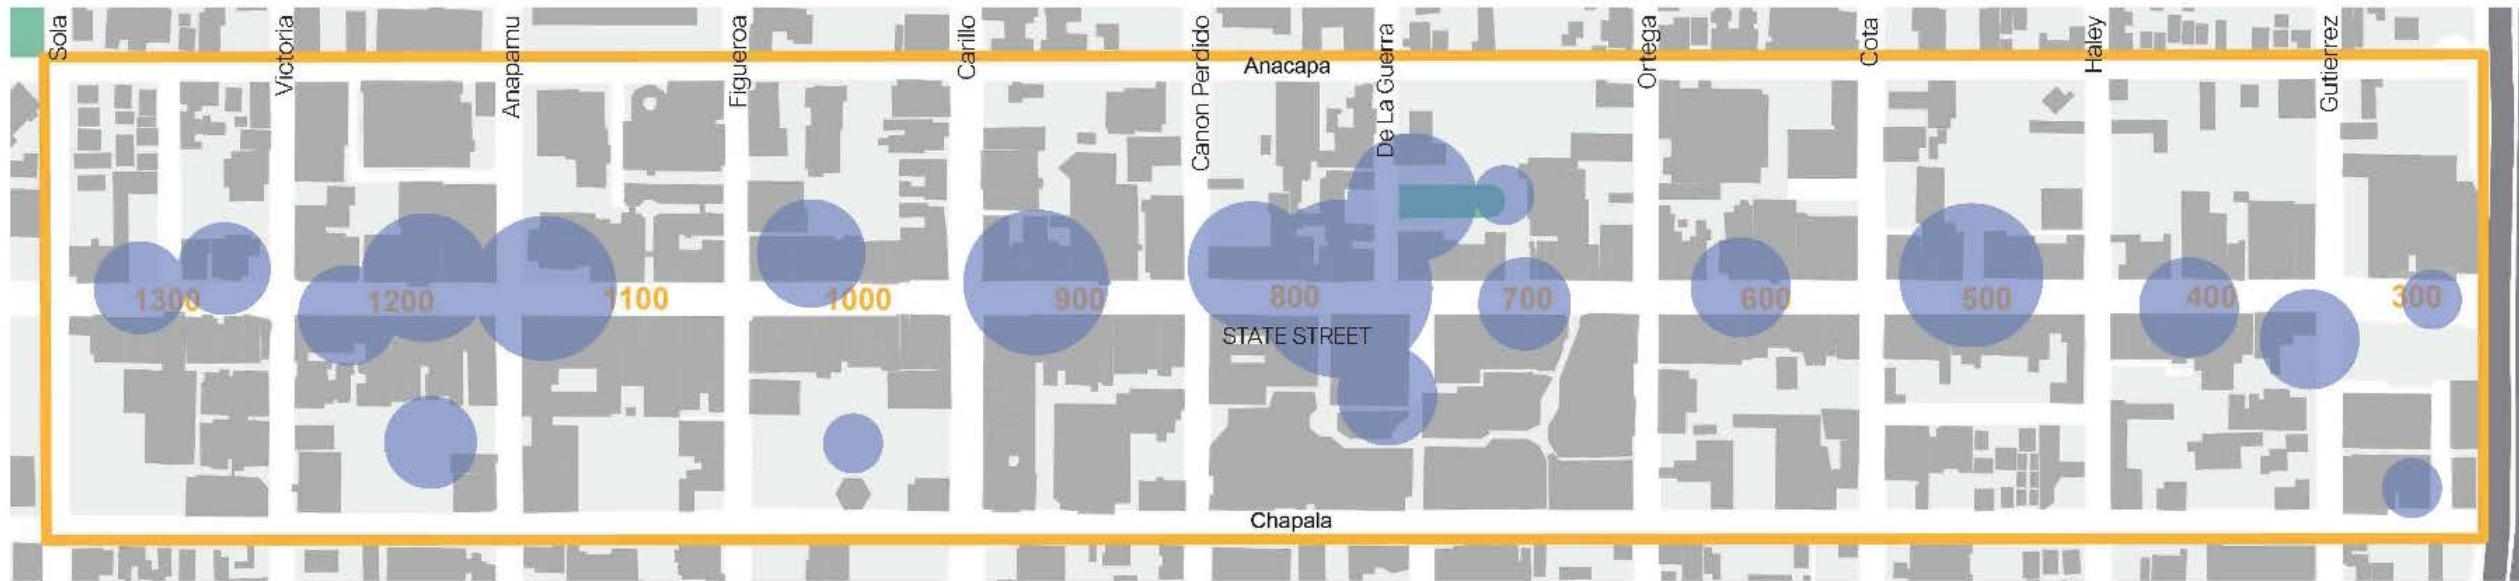 Sola
Victoria
Anapamu
Figueroa
Carillo
Canon Perdido
De La Guerra
Ortega
Cota
Haley
Gutierrez
Anacapa
1300
1200
1100
1000
900
800
700
600
500
400
300
STATE STREET
Chapala